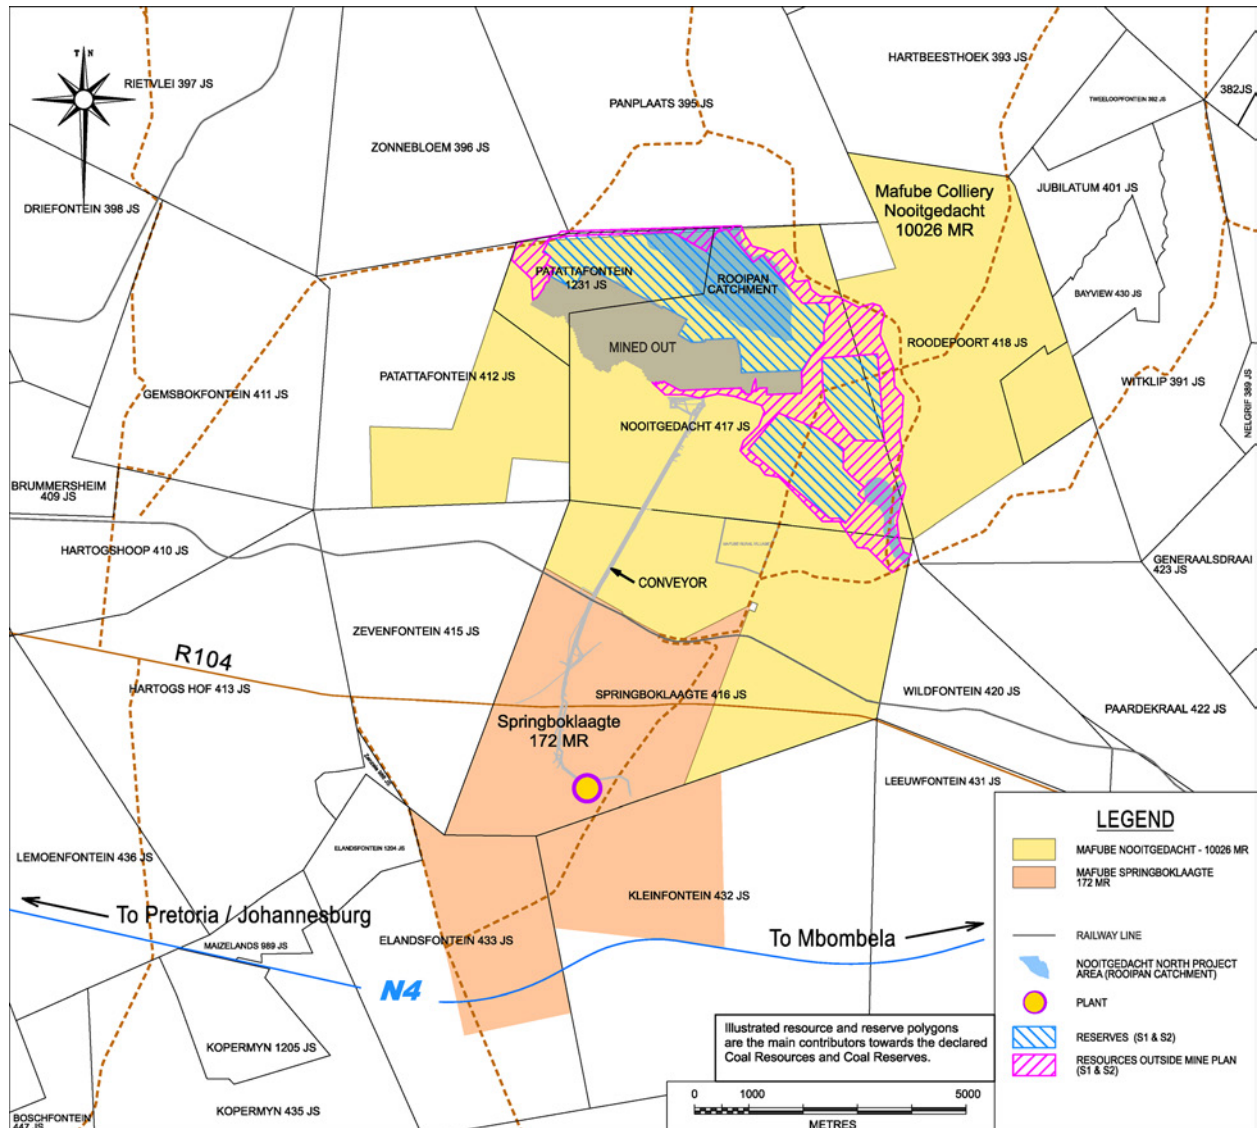 T N
RIETVLEI 397 JS
HARTBEESTHOEK 393 JS
382JS
TWEELOOPFONTEIN 392 JS
PANPLAATS 395 JS
ZONNEBLOEM 396 JS
DRIEFONTEIN 398 JS
JUBILATUM 401 JS
Mafube Colliery
Nooitgedacht
10026 MR
PATATTAFONTEIN
1231 JS
ROOIPAN
CATCHMENT
BAYVIEW 430 JS
MINED OUT
ROODEPOORT 418 JS
PATATTAFONTEIN 412 JS
WITKLIP 391 JS
GEMSBOKFONTEIN 411 JS
NELGRIF 389 JS
NOOITGEDACHT 417 JS
BRUMMERSHEIM
409 JS
HARTOGSHOOP 410 JS
GENERAALSDRAAI
423 JS
CONVEYOR
ZEVENFONTEIN 415 JS
R104
HARTOGS HOF 413 JS
SPRINGBOKLAAGTE 416 JS
WILDFONTEIN 420 JS
PAARDEKRAAL 422 JS
Springboklaagte
172 MR
LEEUWFONTEIN 431 JS
ELANDSFONTEIN 1204 JS
LEMOENFONTEIN 436 JS
KLEINFONTEIN 432 JS
To Pretoria / Johannesburg
To Mbombela
MAIZELANDS 989 JS
ELANDSFONTEIN 433 JS
N4
KOPERMYN 1205 JS
KOPERMYN 435 JS
BOSCHFONTEIN
447 JS
Illustrated resource and reserve polygons
are the main contributors towards the declared
Coal Resources and Coal Reserves.
0 1000 5000
METRES
LEGEND
MAFUBE NOOITGEDACHT - 10026 MR
MAFUBE SPRINGBOKLAAGTE
172 MR
RAILWAY LINE
NOOITGEDACHT NORTH PROJECT
AREA (ROOIPAN CATCHMENT)
PLANT
RESERVES (S1 & S2)
RESOURCES OUTSIDE MINE PLAN
(S1 & S2)